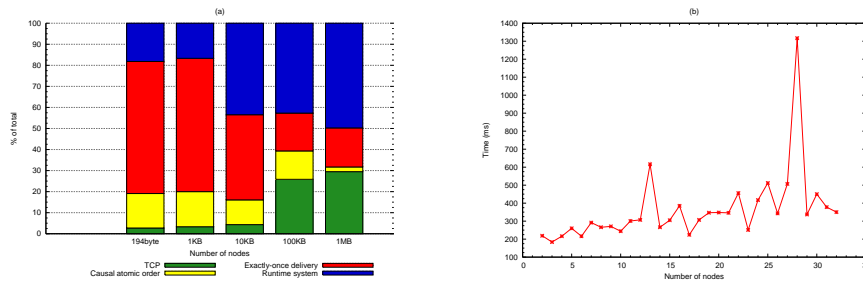 (a)
% of total
100
90
80
70
60
50
40
30
20
10
0
194byte 1KB 10KB 100KB 1MB
Number of nodes
TCP
Causal atomic order
Exactly-once delivery
Runtime system
(b)
Time (ms)
1400
1300
1200
1100
1000
900
800
700
600
500
400
300
200
100
0 5 10 15 20 25 30 35
Number of nodes